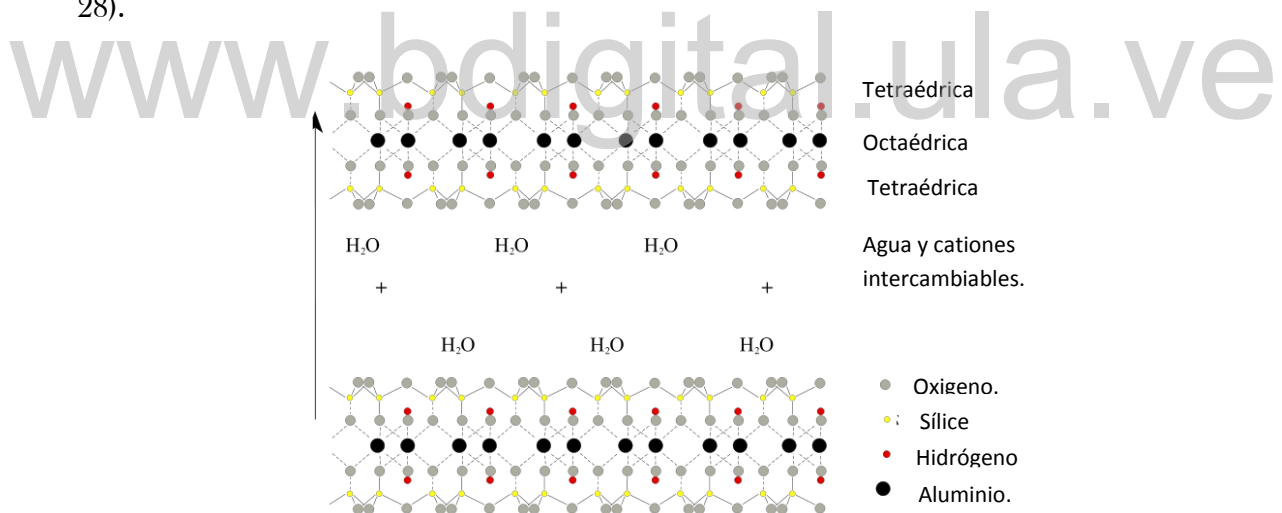 28).
www.bdigital.ula.ve
Tetraédrica
Octaédrica
Tetraédrica
H₂O H₂O H₂O
Agua y cationes
intercambiables.
+ + +
H₂O H₂O H₂O
Oxigeno.
Sílice
Hidrógeno
Aluminio.